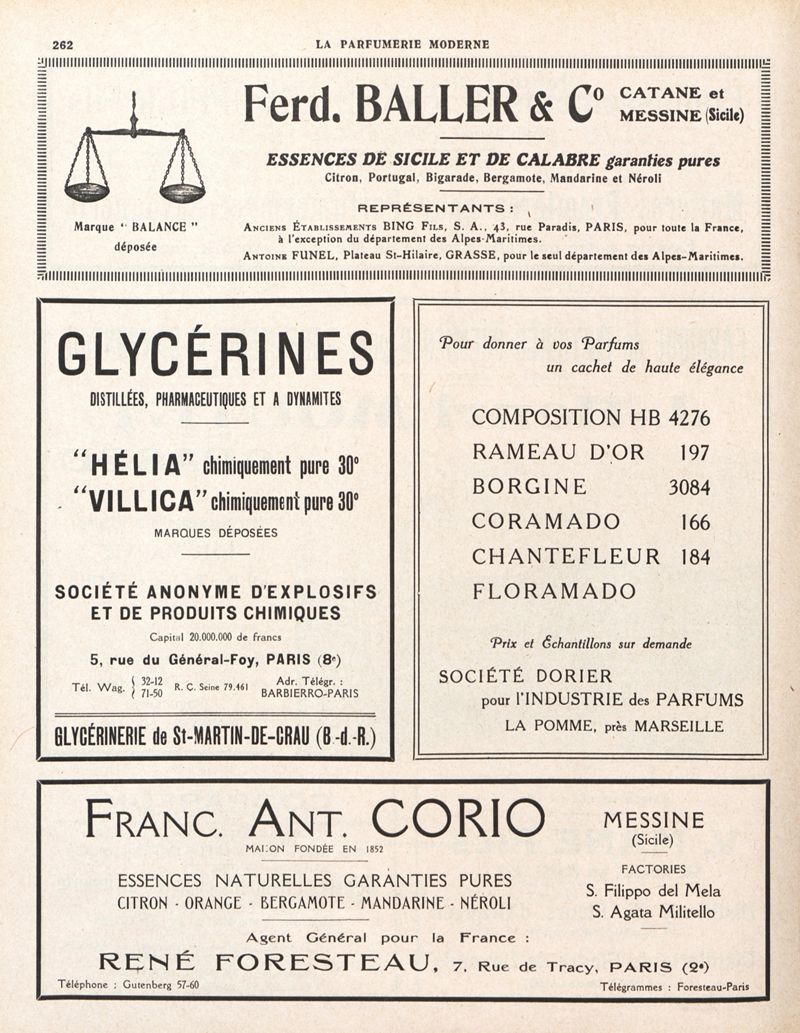 262
LA PARFUMERIE MODERNE
Ferd. BALLER & Cº
CATANE et
MESSINE (Sicile)
ESSENCES DE SICILE ET DE CALABRE garanties pures
Citron, Portugal, Bigarade, Bergamote, Mandarine et Néroli
Marque "BALANCE"
déposée
REPRÉSENTANTS :
ANCIENS ÉTABLISSEMENTS BING FILS, S. A., 43, rue Paradis, PARIS, pour toute la France,
à l'exception du département des Alpes-Maritimes.
ANTOINE FUNEL, Plateau St-Hilaire, GRASSE, pour le seul département des Alpes-Maritimes.
GLYCÉRINES
DISTILLÉES, PHARMACEUTIQUES ET A DYNAMITES
"HÉLIA" chimiquement pure 30º
"VILLICA" chimiquement pure 30º
MARQUES DÉPOSÉES
SOCIÉTÉ ANONYME D'EXPLOSIFS
ET DE PRODUITS CHIMIQUES
Capital 20.000.000 de francs
5, rue du Général-Foy, PARIS (8e)
Tél. Wag. { 32-12
71-50
R. C. Seine 79.461
Adr. Télégr. :
BARBIERRO-PARIS
GLYCÉRINERIE de St-MARTIN-DE-CRAU (B.-d.-R.)
Pour donner à vos Parfums
un cachet de haute élégance
COMPOSITION HB 4276
RAMEAU D'OR 197
BORGINE 3084
CORAMADO 166
CHANTEFLEUR 184
FLORAMADO
Prix et Échantillons sur demande
SOCIÉTÉ DORIER
pour l'INDUSTRIE des PARFUMS
LA POMME, près MARSEILLE
FRANC. ANT. CORIO
MAISON FONDÉE EN 1852
ESSENCES NATURELLES GARANTIES PURES
CITRON - ORANGE - BERGAMOTE - MANDARINE - NÉROLI
MESSINE
(Sicile)
FACTORIES
S. Filippo del Mela
S. Agata Militello
Agent Général pour la France :
RENÉ FORESTEAU, 7, Rue de Tracy, PARIS (2e)
Téléphone : Gutenberg 57-60
Télégrammes : Foresteau-Paris